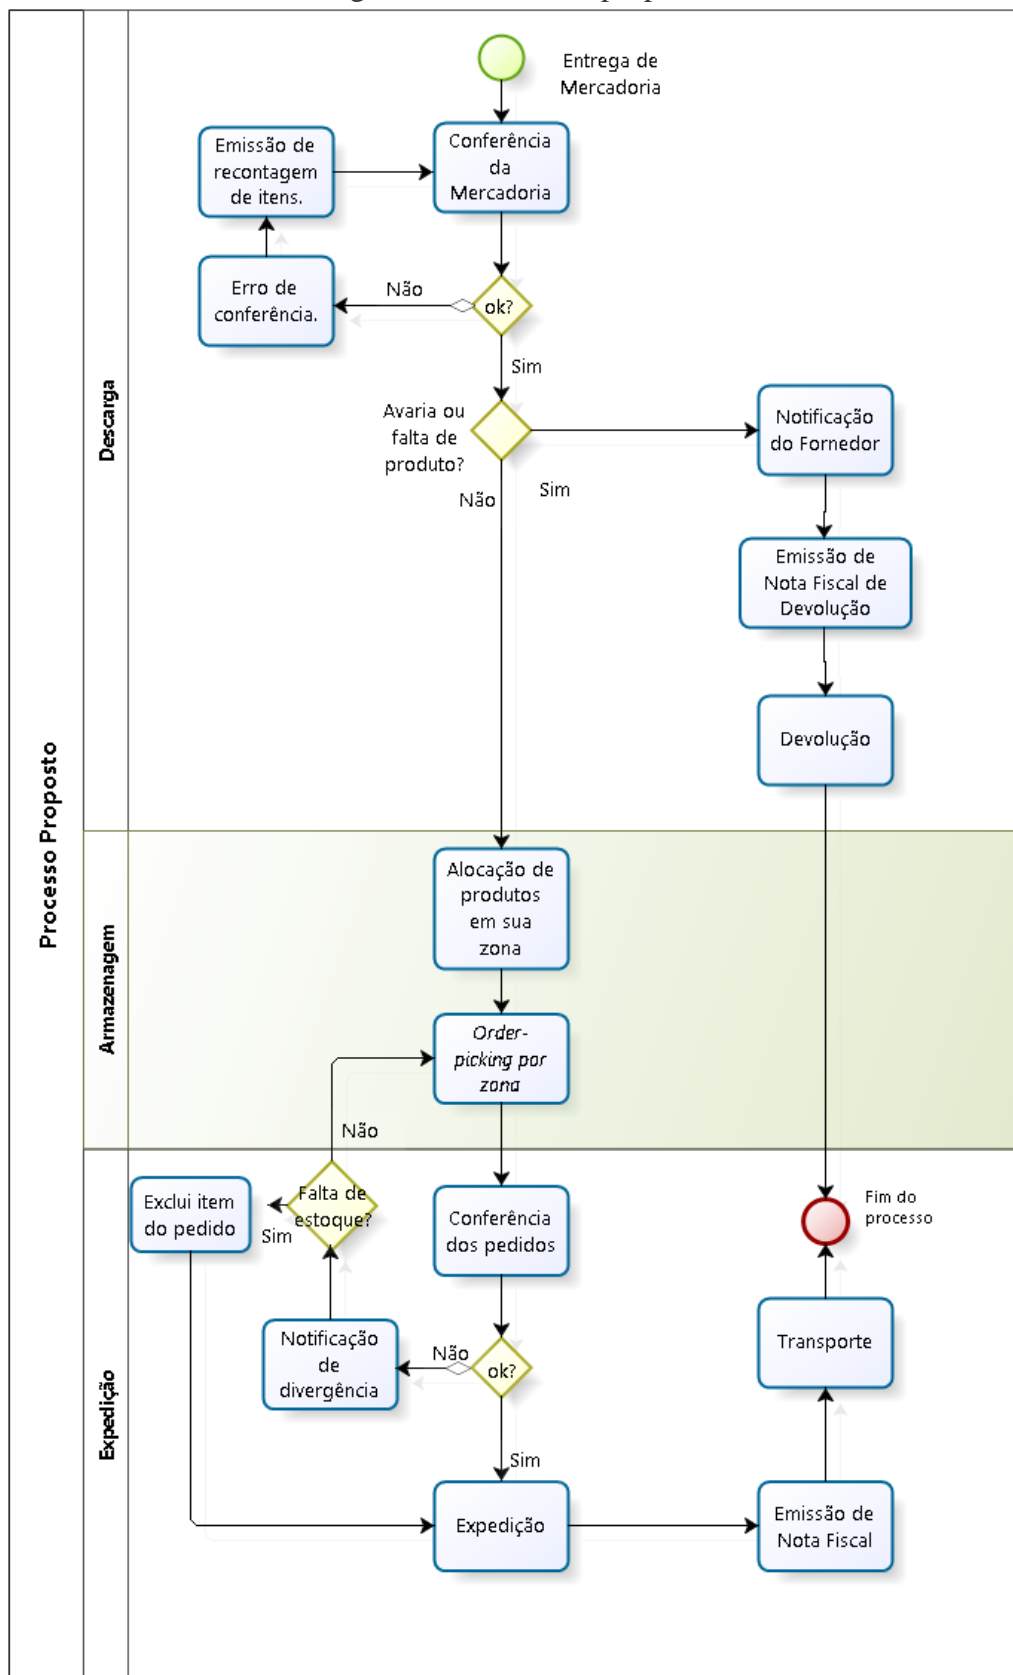 Entrega de
Mercadoria
Conferência
da
Mercadoria
Emissão de
recontagem
de itens.
Erro de
conferência.
Não
ok?
Sim
Avaria ou
falta de
produto?
Sim
Não
Notificação
do Fornedor
Emissão de
Nota Fiscal de
Devolução
Devolução
Descarga
Processo Proposto
Armazenagem
Alocação de
produtos
em sua
zona
Order-
picking por
zona
Não
Falta de
estoque?
Sim
Exclui item
do pedido
Conferência
dos pedidos
Fim do
processo
Notificação
de
divergência
Não
ok?
Sim
Transporte
Expedição
Expedição
Emissão de
Nota Fiscal